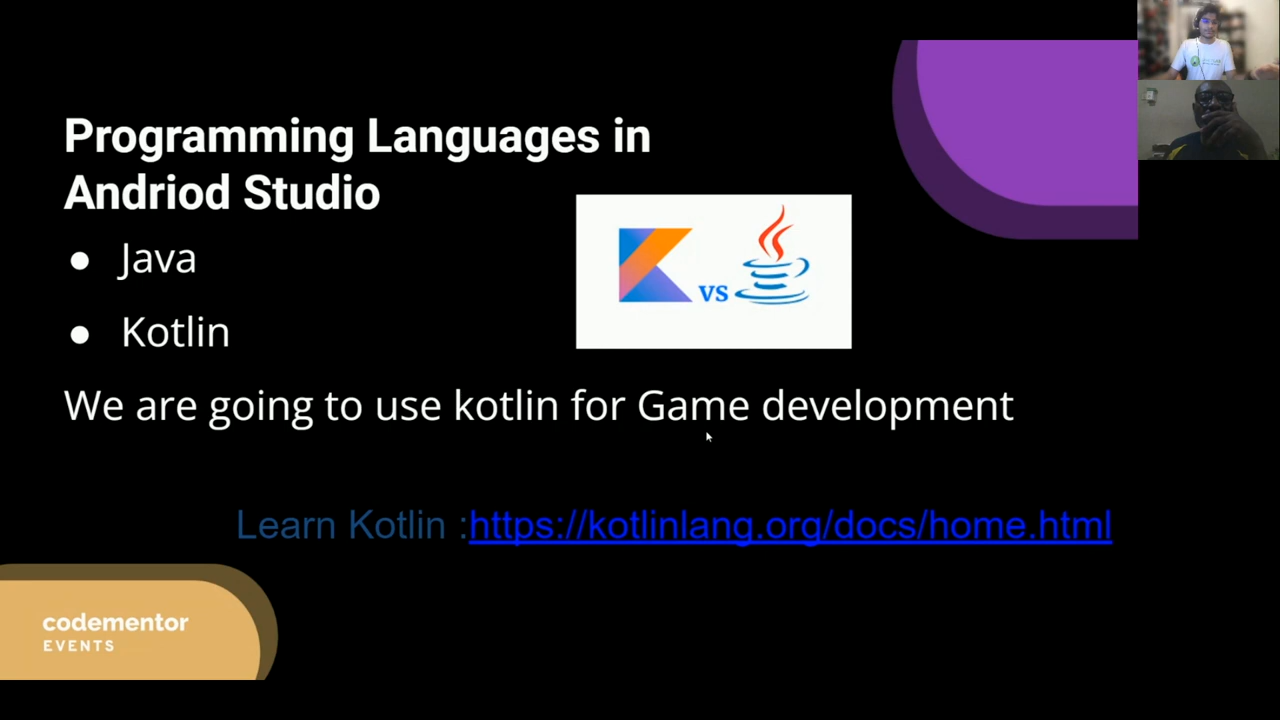 Programming Languages in
Andriod Studio
● Java
● Kotlin
VS
We are going to use kotlin for Game development
Learn Kotlin :https://kotlinlang.org/docs/home.html
codementor
EVENTS